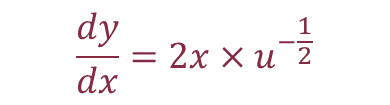 dy/dx = 2x × u^(-1/2)